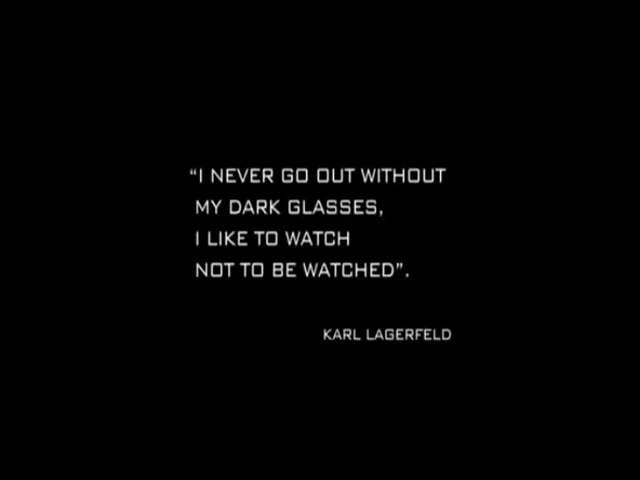 “I NEVER GO OUT WITHOUT
MY DARK GLASSES,
I LIKE TO WATCH
NOT TO BE WATCHED”.
KARL LAGERFELD